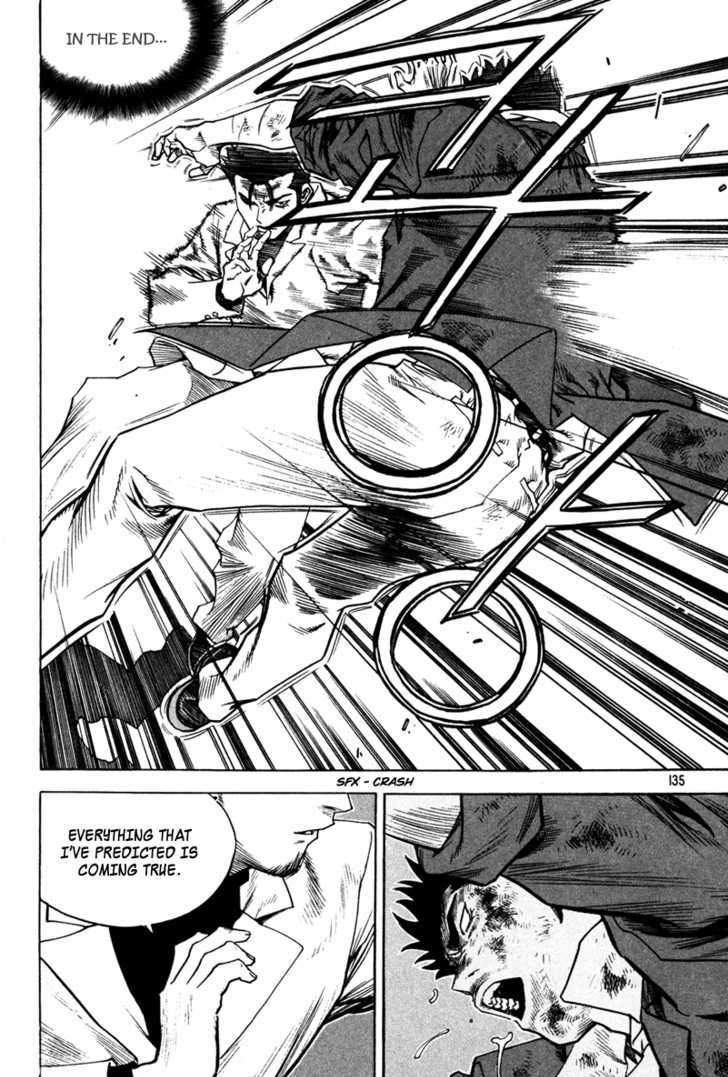 IN THE END...
SFX - CRASH
135
EVERYTHING THAT
I'VE PREDICTED IS
COMING TRUE.